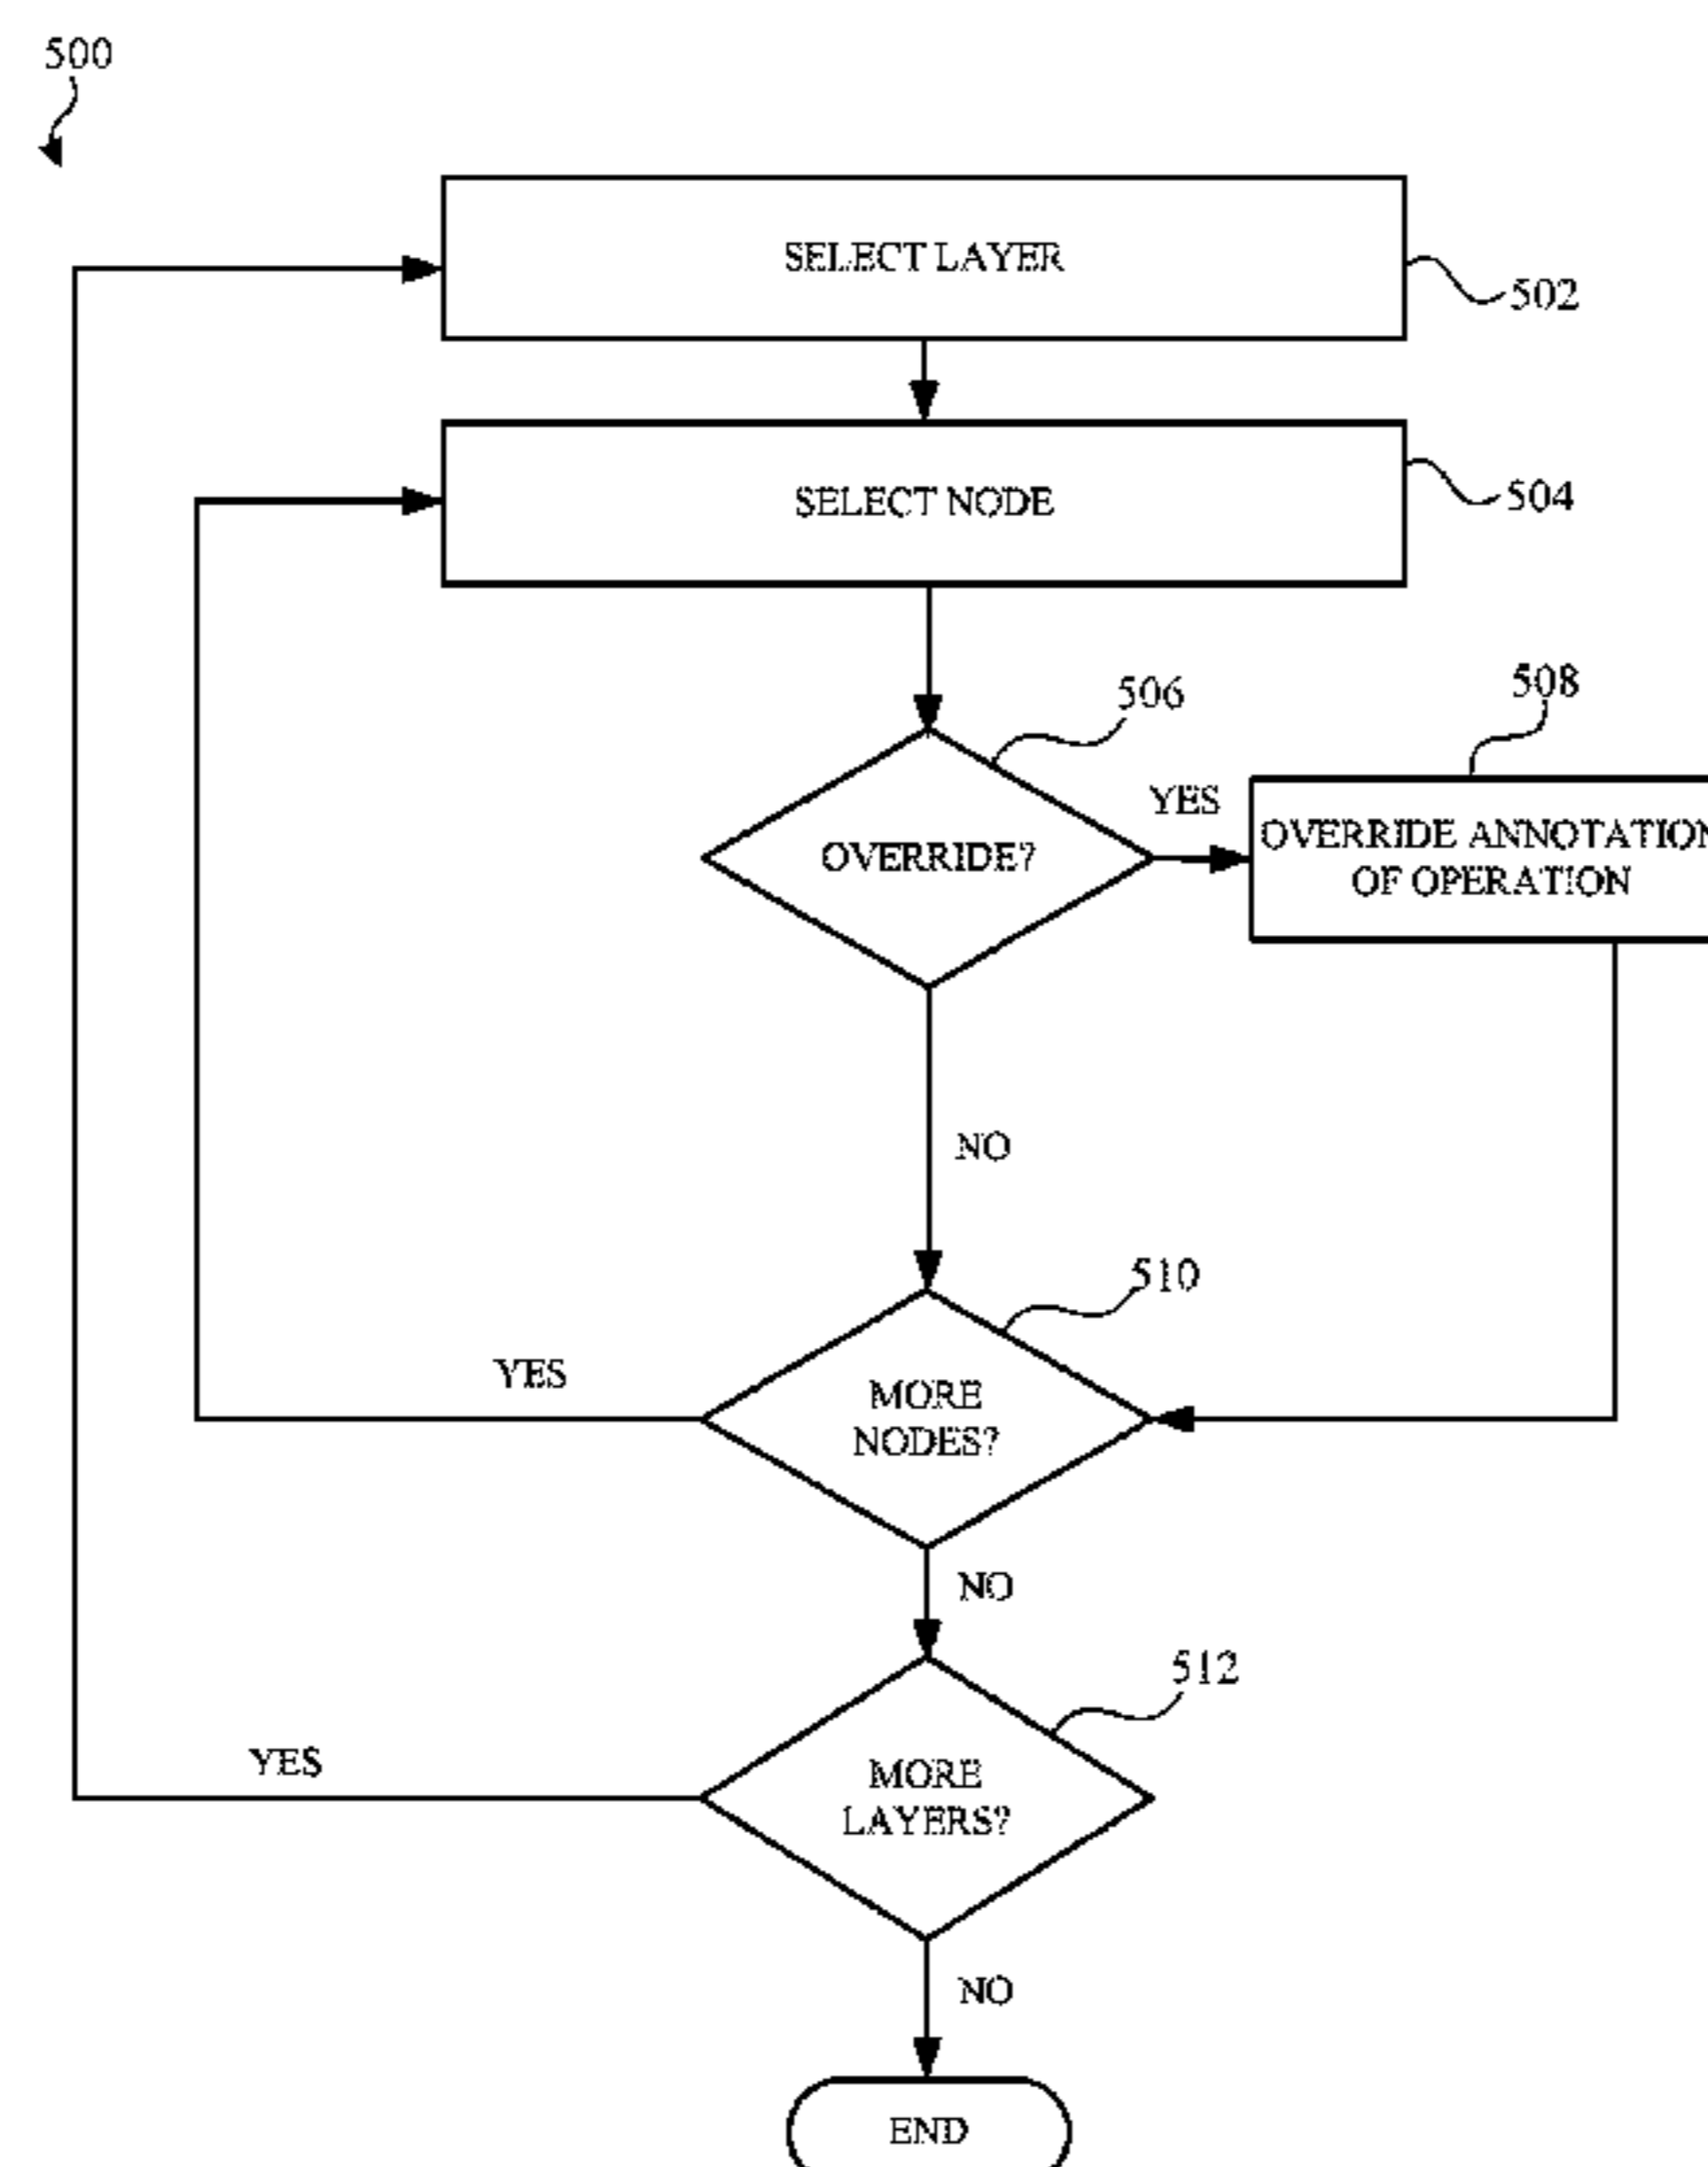 500
SELECT LAYER
502
SELECT NODE
504
506
508
YES
OVERRIDE?
OVERRIDE ANNOTATION
OF OPERATION
NO
510
YES
MORE
NODES?
NO
512
YES
MORE
LAYERS?
NO
END